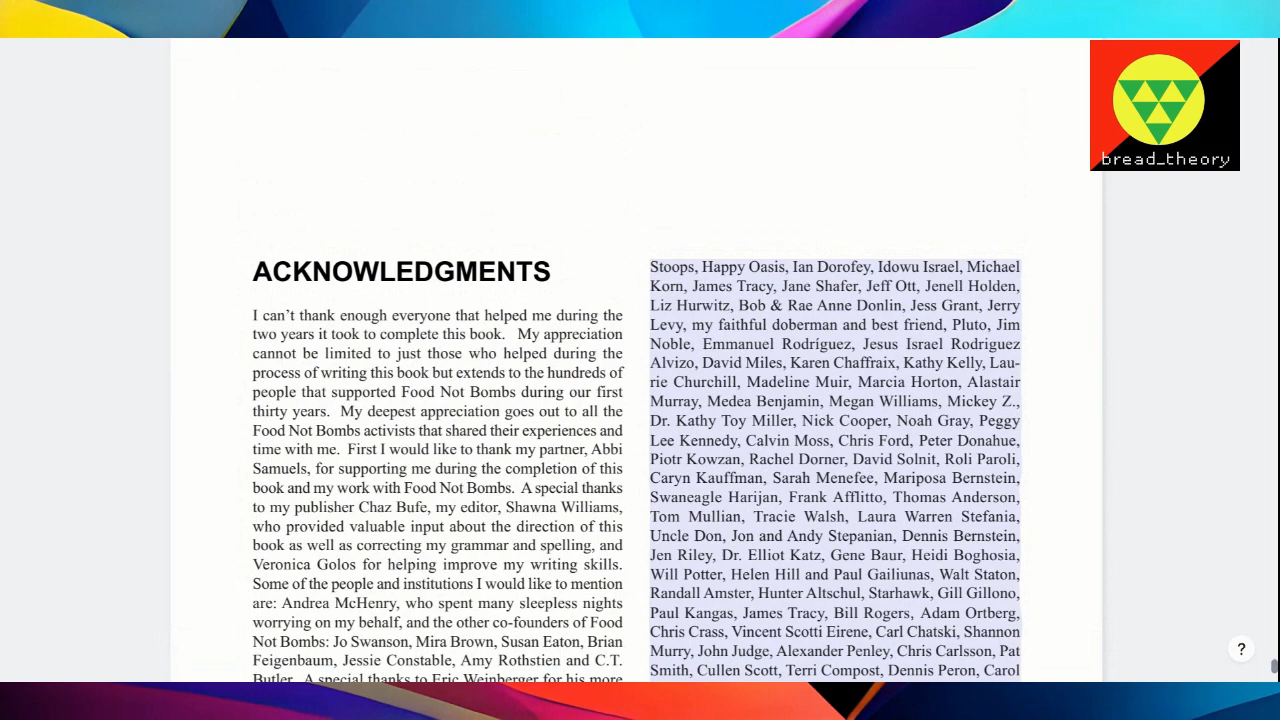 bread_theory
ACKNOWLEDGMENTS
I can't thank enough everyone that helped me during the
two years it took to complete this book. My appreciation
cannot be limited to just those who helped during the
process of writing this book but extends to the hundreds of
people that supported Food Not Bombs during our first
thirty years. My deepest appreciation goes out to all the
Food Not Bombs activists that shared their experiences and
time with me. First I would like to thank my partner, Abbi
Samuels, for supporting me during the completion of this
book and my work with Food Not Bombs. A special thanks
to my publisher Chaz Bufe, my editor, Shawna Williams,
who provided valuable input about the direction of this
book as well as correcting my grammar and spelling, and
Veronica Golos for helping improve my writing skills.
Some of the people and institutions I would like to mention
are: Andrea McHenry, who spent many sleepless nights
worrying on my behalf, and the other co-founders of Food
Not Bombs: Jo Swanson, Mira Brown, Susan Eaton, Brian
Feigenbaum, Jessie Constable, Amy Rothstien and C.T.
Butler. A special thanks to Eric Weinberger for his more
Stoops, Happy Oasis, Ian Dorofey, Idowu Israel, Michael
Korn, James Tracy, Jane Shafer, Jeff Ott, Jenell Holden,
Liz Hurwitz, Bob & Rae Anne Donlin, Jess Grant, Jerry
Levy, my faithful doberman and best friend, Pluto, Jim
Noble, Emmanuel Rodríguez, Jesus Israel Rodriguez
Alvizo, David Miles, Karen Chaffraix, Kathy Kelly, Lau-
rie Churchill, Madeline Muir, Marcia Horton, Alastair
Murray, Medea Benjamin, Megan Williams, Mickey Z.,
Dr. Kathy Toy Miller, Nick Cooper, Noah Gray, Peggy
Lee Kennedy, Calvin Moss, Chris Ford, Peter Donahue,
Piotr Kowzan, Rachel Dorner, David Solnit, Roli Paroli,
Caryn Kauffman, Sarah Menefee, Mariposa Bernstein,
Swaneagle Harijan, Frank Afflitto, Thomas Anderson,
Tom Mullian, Tracie Walsh, Laura Warren Stefania,
Uncle Don, Jon and Andy Stepanian, Dennis Bernstein,
Jen Riley, Dr. Elliot Katz, Gene Baur, Heidi Boghosia,
Will Potter, Helen Hill and Paul Gailiunas, Walt Staton,
Randall Amster, Hunter Altschul, Starhawk, Gill Gillono,
Paul Kangas, James Tracy, Bill Rogers, Adam Ortberg,
Chris Crass, Vincent Scotti Eirene, Carl Chatski, Shannon
Murry, John Judge, Alexander Penley, Chris Carlsson, Pat
Smith, Cullen Scott, Terri Compost, Dennis Peron, Carol
?